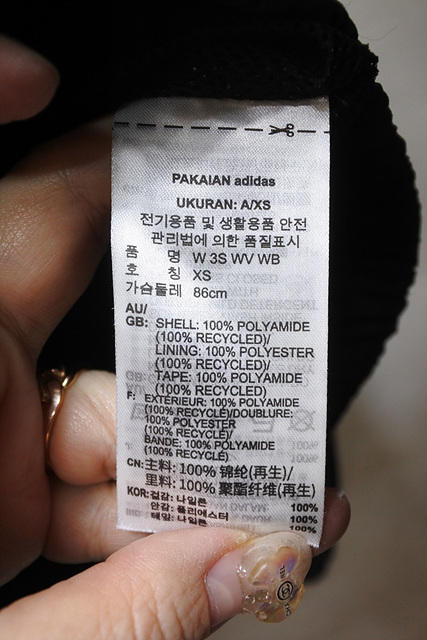 PAKAIAN adidas
UKURAN: A/XS
전기용품 및 생활용품 안전
관리법에 의한 품질표시
품 명 W 3S WV WB
호 칭 XS
가슴둘레 86cm
AU/
GB: SHELL: 100% POLYAMIDE
(100% RECYCLED)/
LINING: 100% POLYESTER
(100% RECYCLED)/
GB: TAPE: 100% POLYAMIDE
(100% RECYCLED)
F: EXTÉRIEUR: 100% POLYAMIDE
(100% RECYCLÉ)/DOUBLURE:
100% POLYESTER
(100% RECYCLÉ)/
BANDE: 100% POLYAMIDE
(100% RECYCLÉ)
CN: 主料: 100% 锦纶(再生)/
里料: 100% 聚酯纤维(再生)
KOR: 겉감: 나일론 100%
안감: 폴리에스터 100%
테잎: 나일론 100%